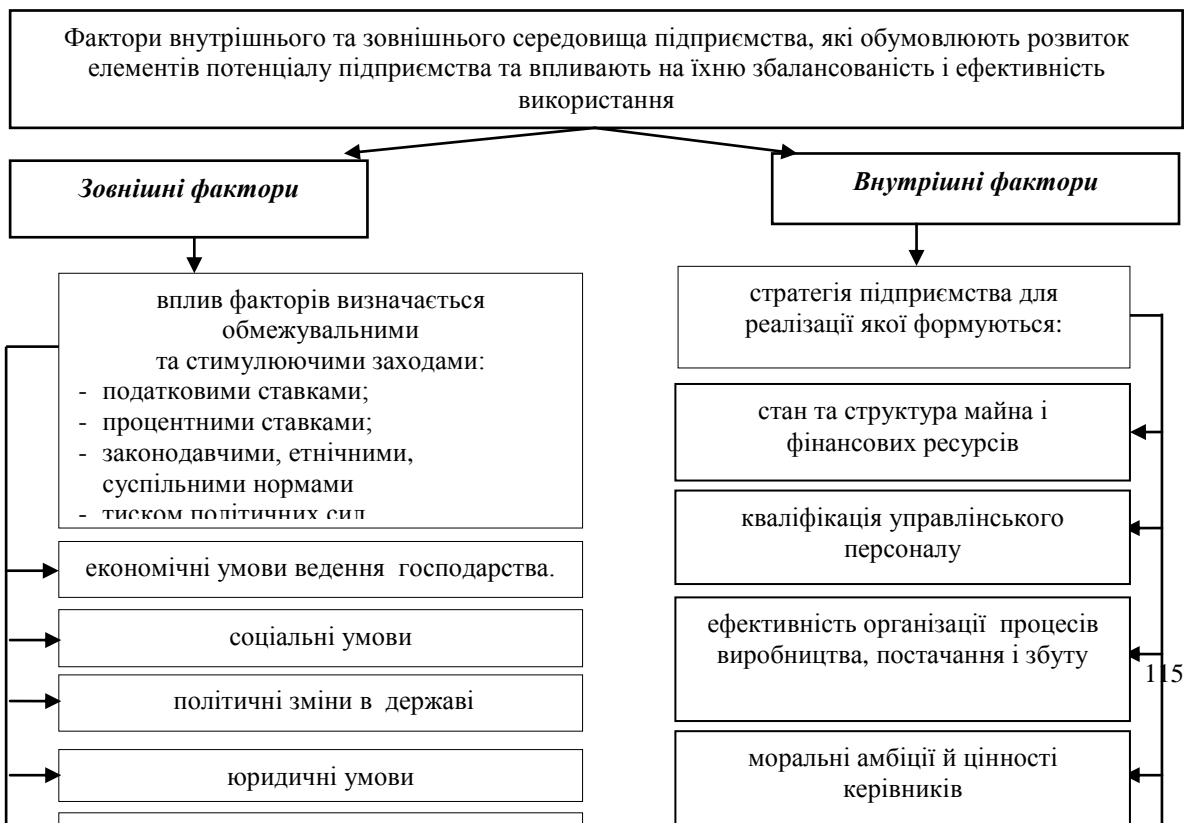 Фактори внутрішнього та зовнішнього середовища підприємства, які обумовлюють розвиток
елементів потенціалу підприємства та впливають на їхню збалансованість і ефективність
використання
Зовнішні фактори
Внутрішні фактори
вплив факторів визначається
обмежувальними
та стимулюючими заходами:
- податковими ставками;
- процентними ставками;
- законодавчими, етнічними,
суспільними нормами
- тиском політичних сил
економічні умови ведення господарства.
соціальні умови
політичні зміни в державі
юридичні умови
стратегія підприємства для
реалізації якої формуються:
стан та структура майна і
фінансових ресурсів
кваліфікація управлінського
персоналу
ефективність організації процесів
виробництва, постачання і збуту
115
моральні амбіції й цінності
керівників